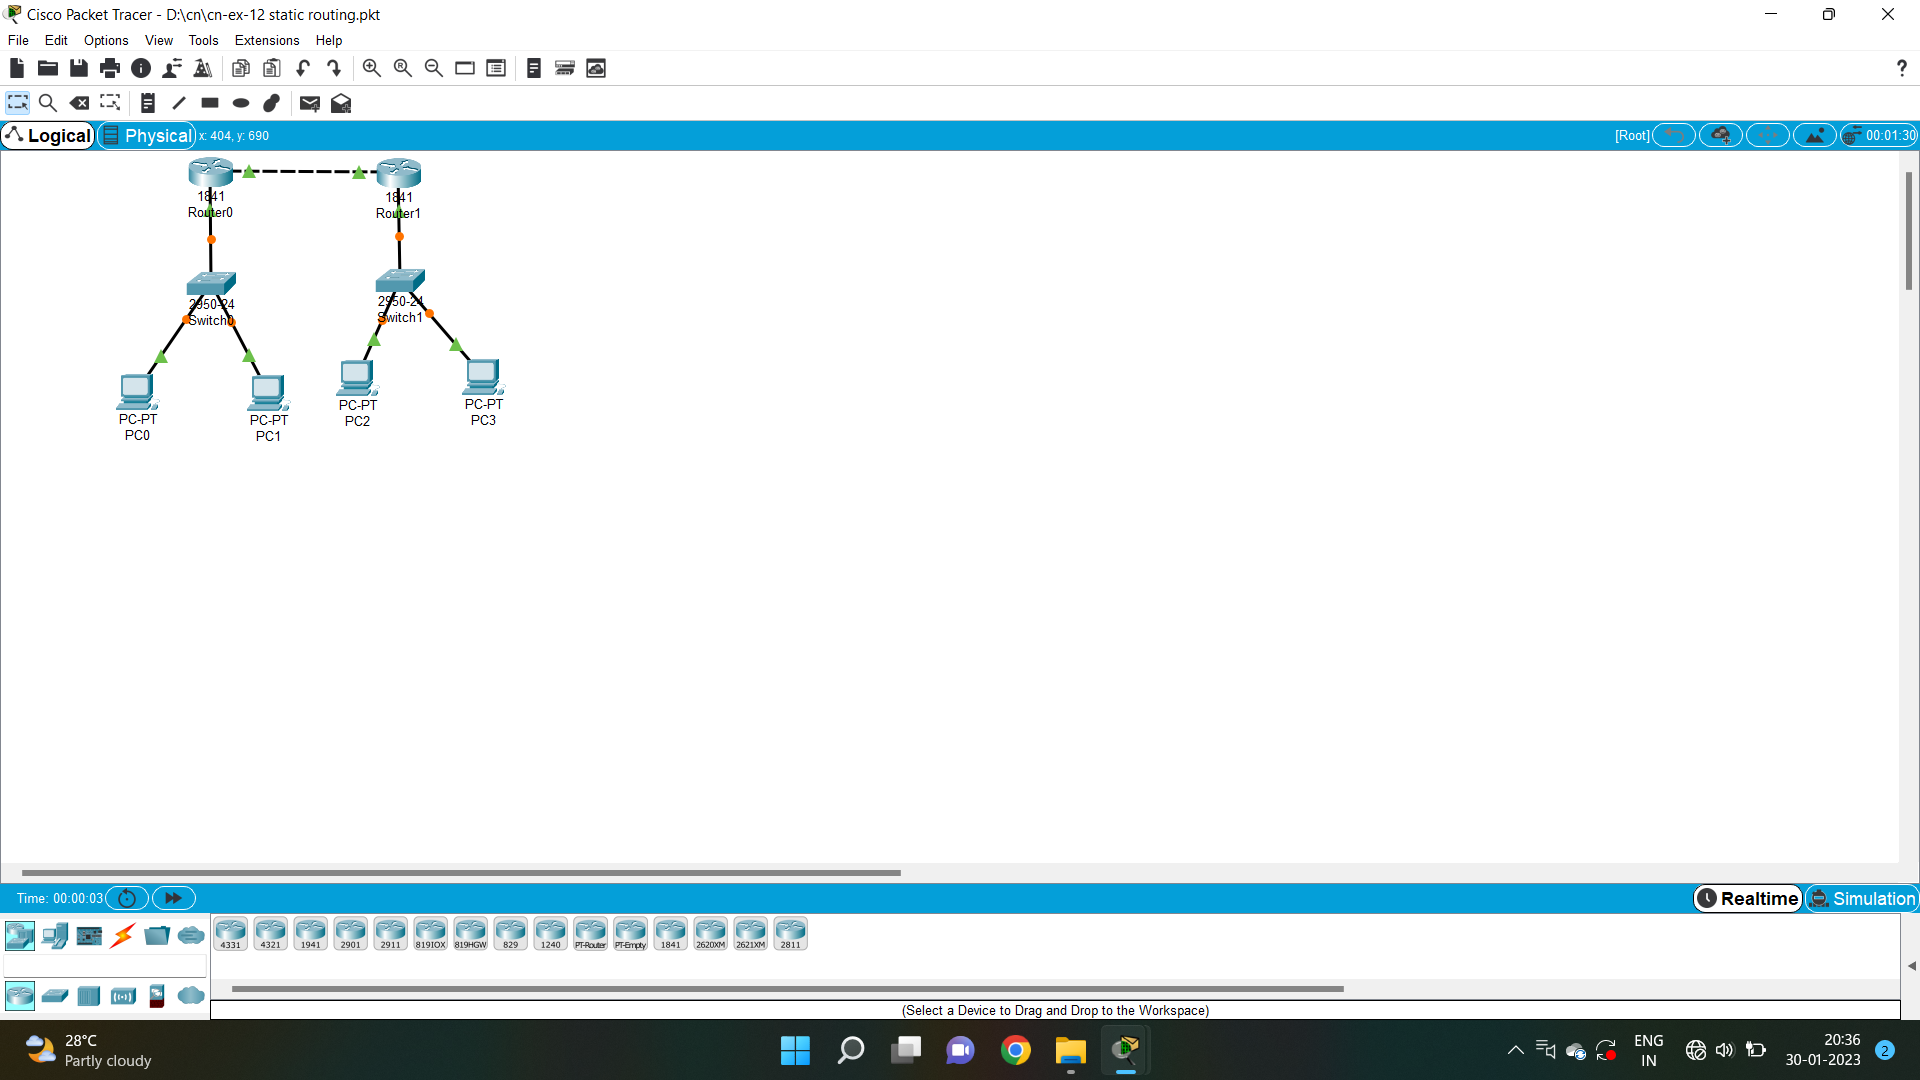 Cisco Packet Tracer - D:\cn\cn-ex-12 static routing.pkt
File Edit Options View Tools Extensions Help
?
Logical Physical x: 404, y: 690 [Root] 00:01:30
1841
Router0
1841
Router1
2950-24
Switch0
2950-24
Switch1
PC-PT
PC0
PC-PT
PC1
PC-PT
PC2
PC-PT
PC3
Time: 00:00:03 Realtime Simulation
4331 4321 1941 2901 2911 819IOX 819HGW 829 1240 PT-Router PT-Empty 1841 2620XM 2621XM 2811
(Select a Device to Drag and Drop to the Workspace)
28°C
Partly cloudy
ENG
IN
20:36
30-01-2023
2